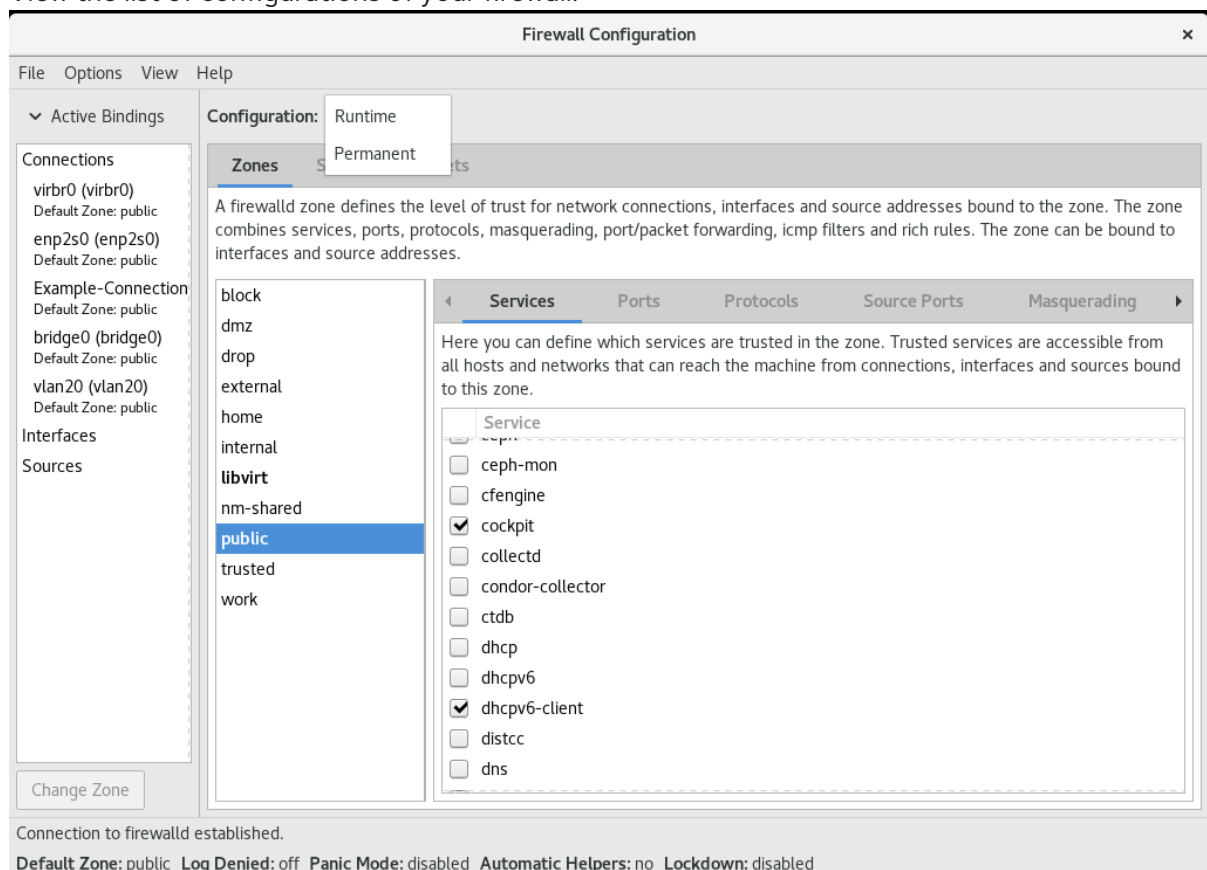 view the list of configurations of your firewall.
Firewall Configuration
File Options View Help
Active Bindings
Configuration: Runtime
Permanent
Connections
virbr0 (virbr0)
Default Zone: public
enp2s0 (enp2s0)
Default Zone: public
Example-Connection
Default Zone: public
bridge0 (bridge0)
Default Zone: public
vlan20 (vlan20)
Default Zone: public
Interfaces
Sources
Change Zone
Zones
A firewalld zone defines the level of trust for network connections, interfaces and source addresses bound to the zone. The zone
combines services, ports, protocols, masquerading, port/packet forwarding, icmp filters and rich rules. The zone can be bound to
interfaces and source addresses.
block
dmz
drop
external
home
internal
libvirt
nm-shared
public
trusted
work
Services Ports Protocols Source Ports Masquerading
Here you can define which services are trusted in the zone. Trusted services are accessible from
all hosts and networks that can reach the machine from connections, interfaces and sources bound
to this zone.
Service
ceph-mon
cfengine
cockpit
collectd
condor-collector
ctdb
dhcp
dhcpv6
dhcpv6-client
distcc
dns
Connection to firewalld established.
Default Zone: public Log Denied: off Panic Mode: disabled Automatic Helpers: no Lockdown: disabled